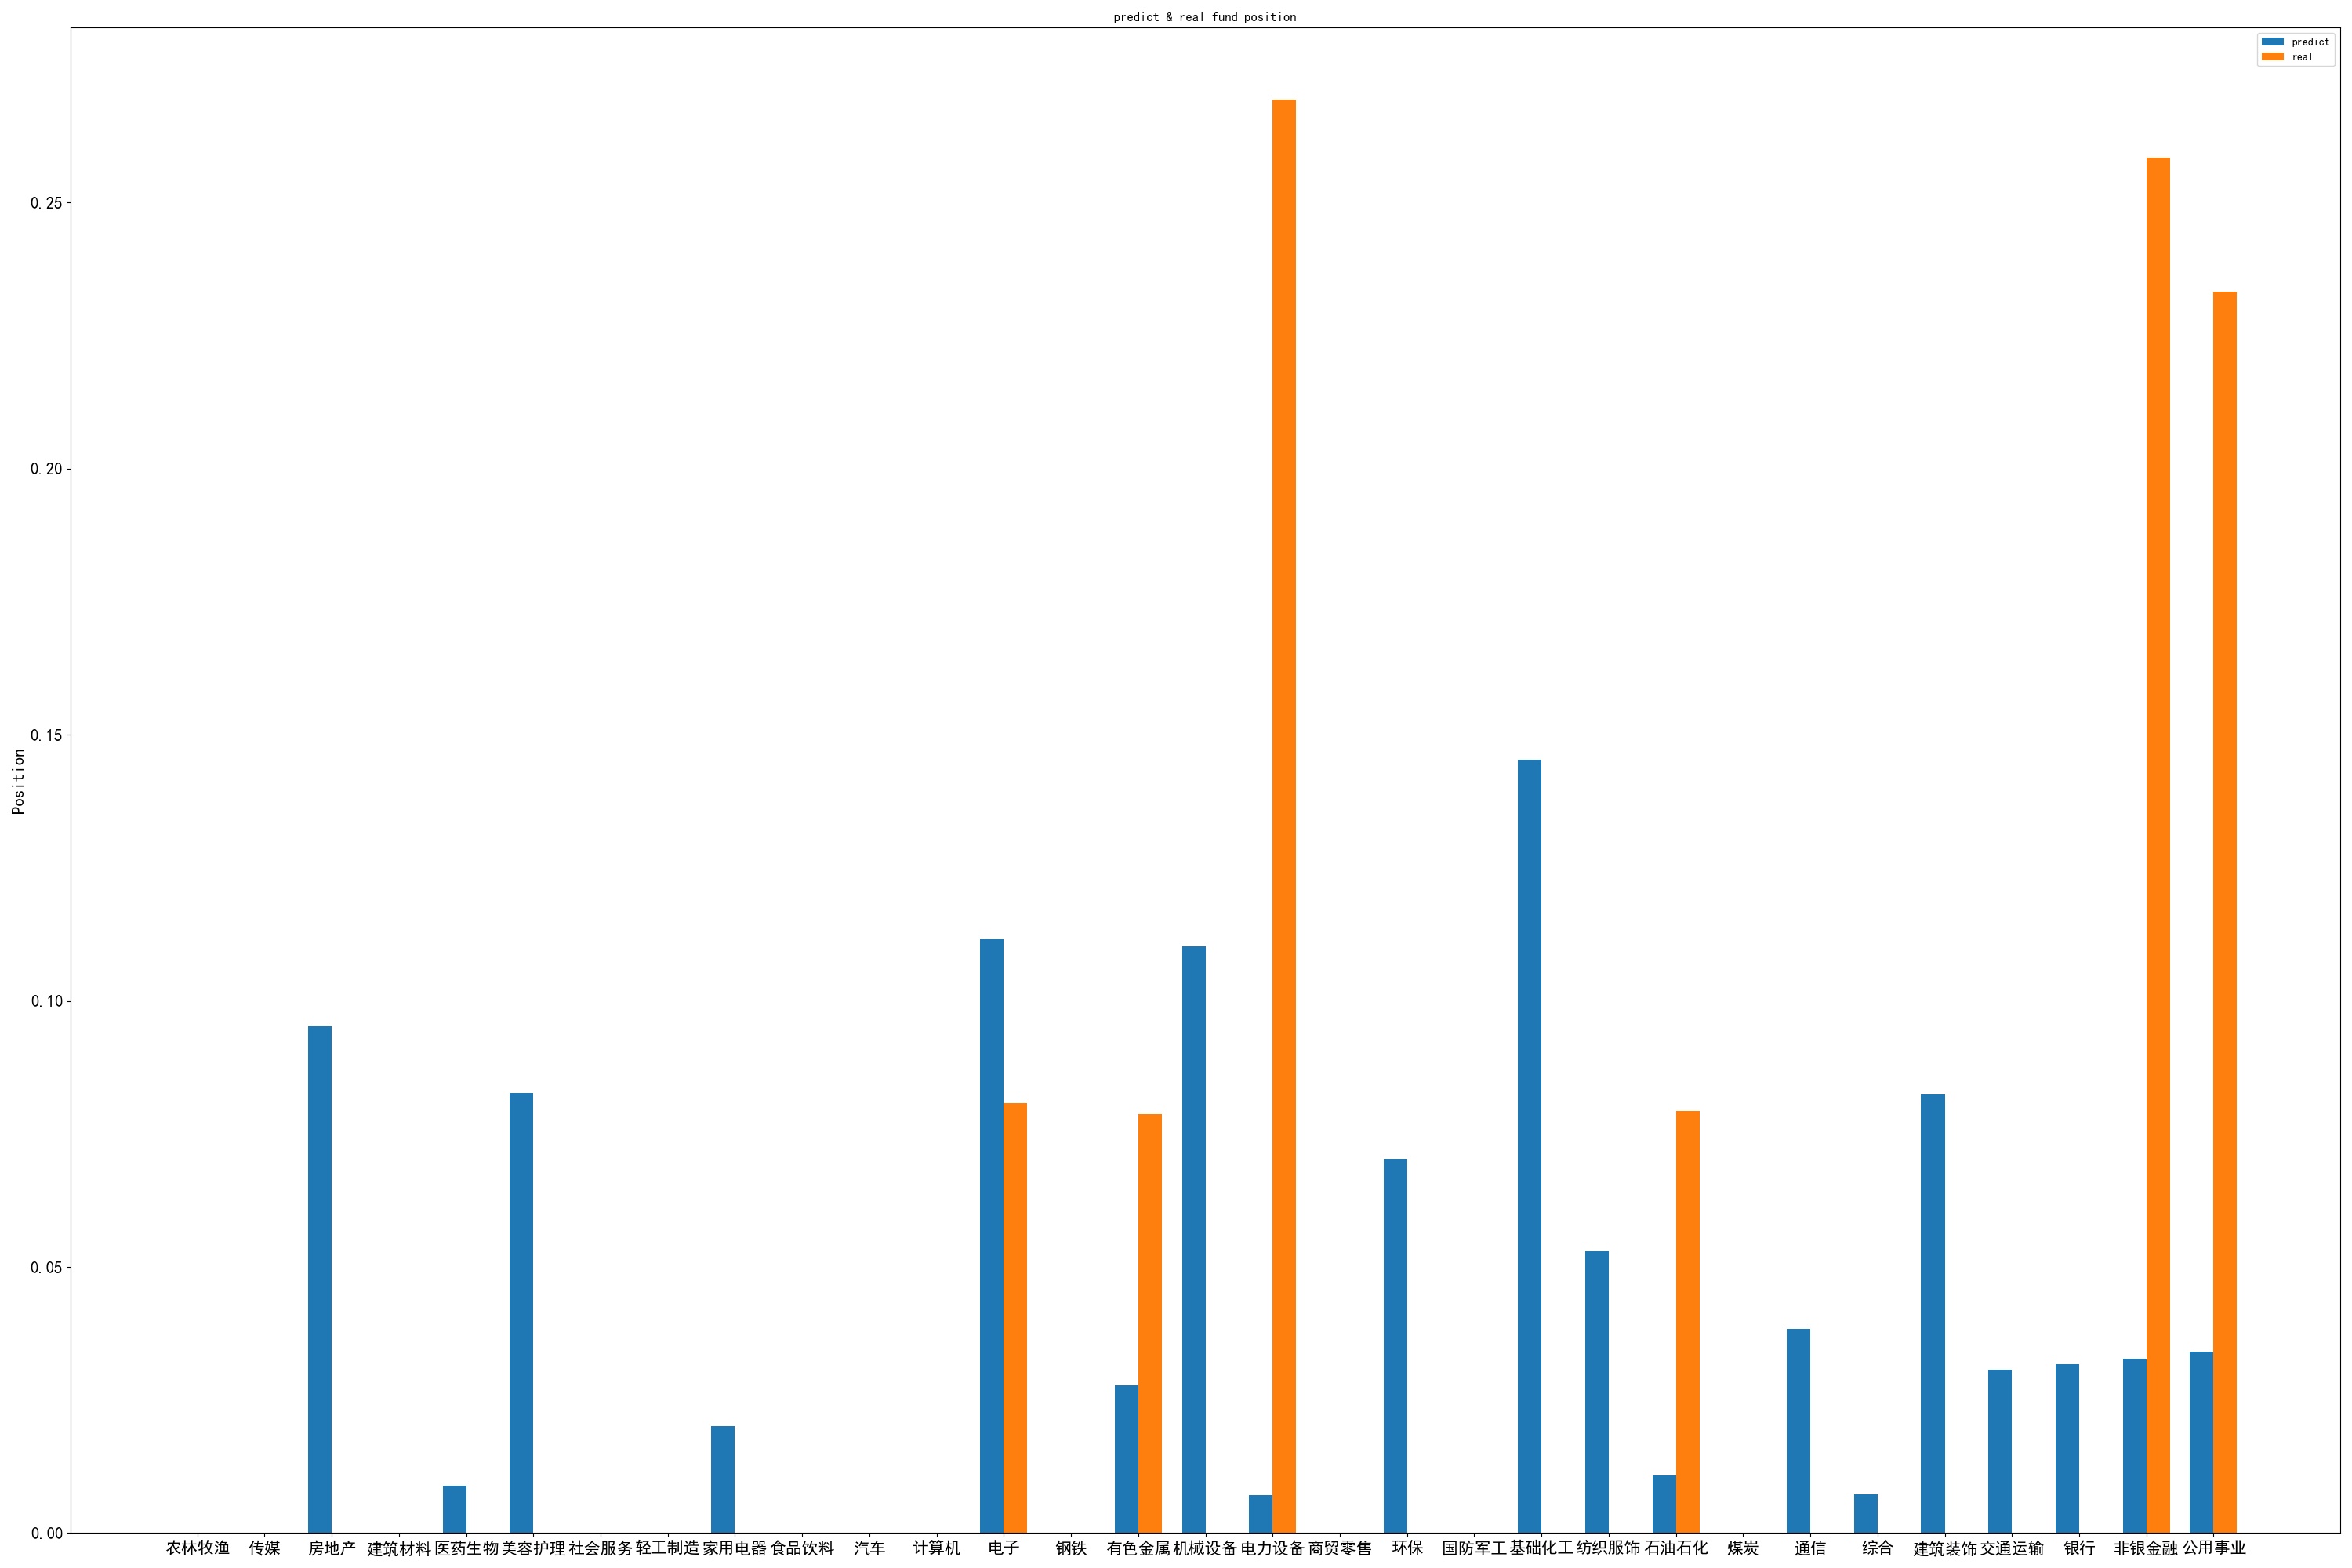 predict & real fund position
predict
real
0.25
0.20
0.15
0.10
0.05
0.00
Position
农林牧渔 传媒 房地产 建筑材料 医药生物 美容护理 社会服务 轻工制造 家用电器 食品饮料 汽车 计算机 电子 钢铁 有色金属 机械设备 电力设备 商贸零售 环保 国防军工 基础化工 纺织服饰 石油石化 煤炭 通信 综合 建筑装饰 交通运输 银行 非银金融 公用事业